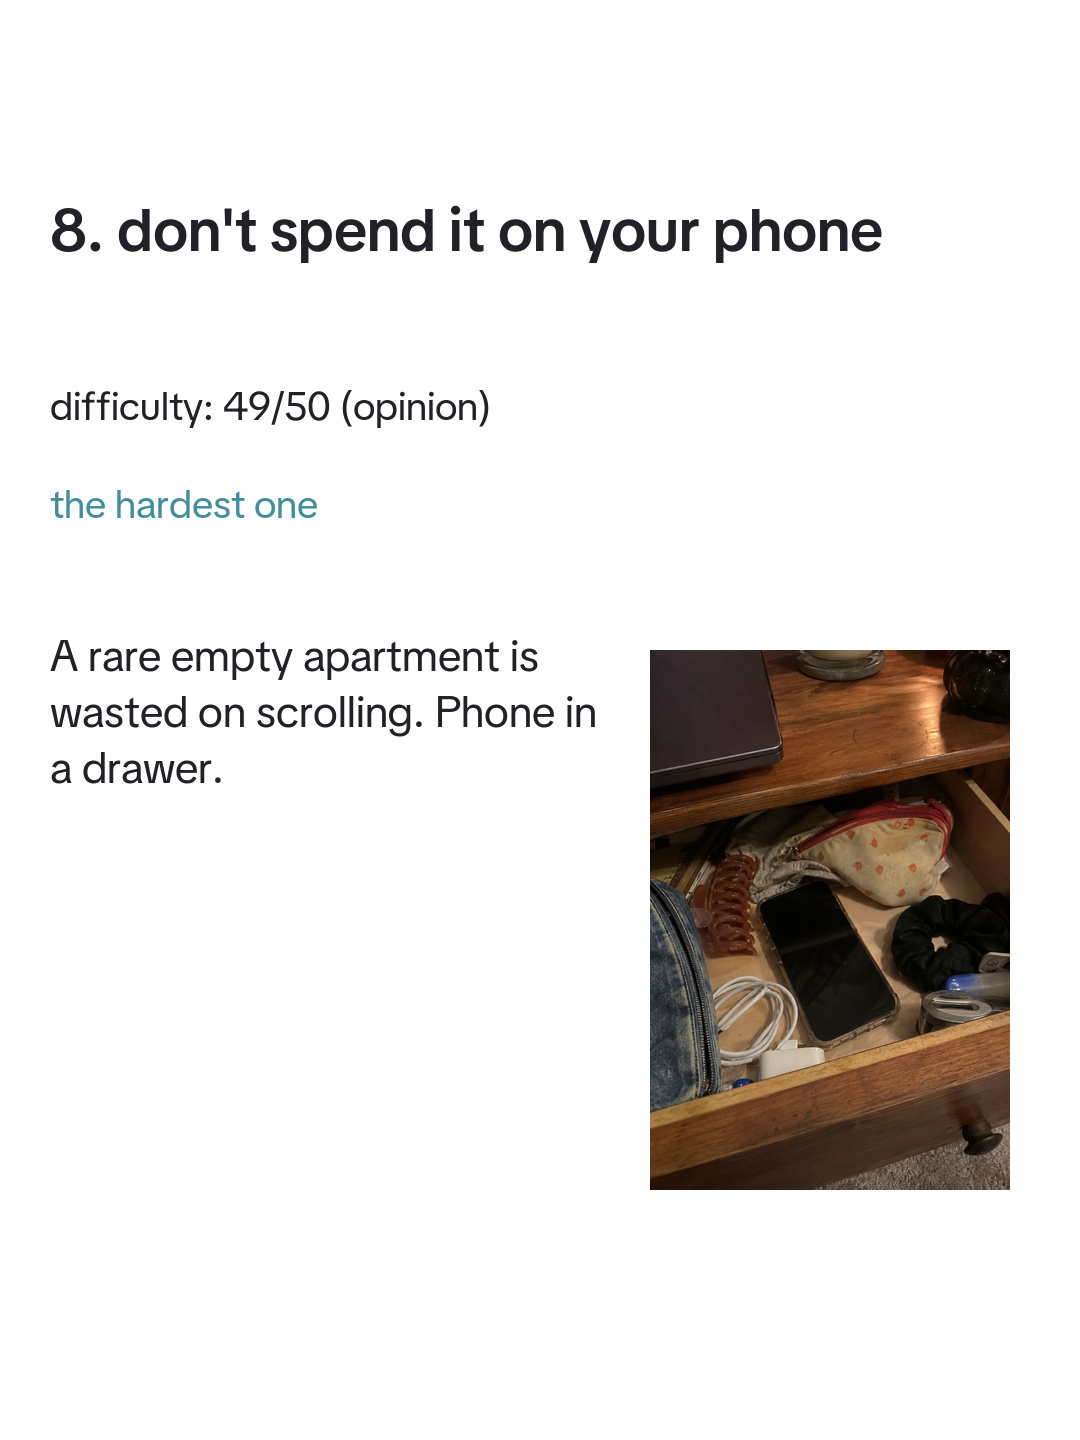 8. don't spend it on your phone
difficulty: 49/50 (opinion)
the hardest one
A rare empty apartment is
wasted on scrolling. Phone in
a drawer.